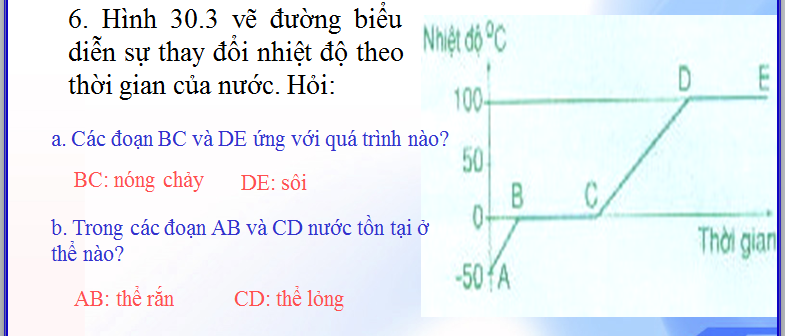 6. Hình 30.3 vẽ đường biểu
diễn sự thay đổi nhiệt độ theo
thời gian của nước. Hỏi:
a. Các đoạn BC và DE ứng với quá trình nào?
BC: nóng chảy DE: sôi
b. Trong các đoạn AB và CD nước tồn tại ở
thể nào?
AB: thể rắn CD: thể lỏng
Nhiệt độ ⁰C
D E
100
50
B C
0
Thời gian
-50 A